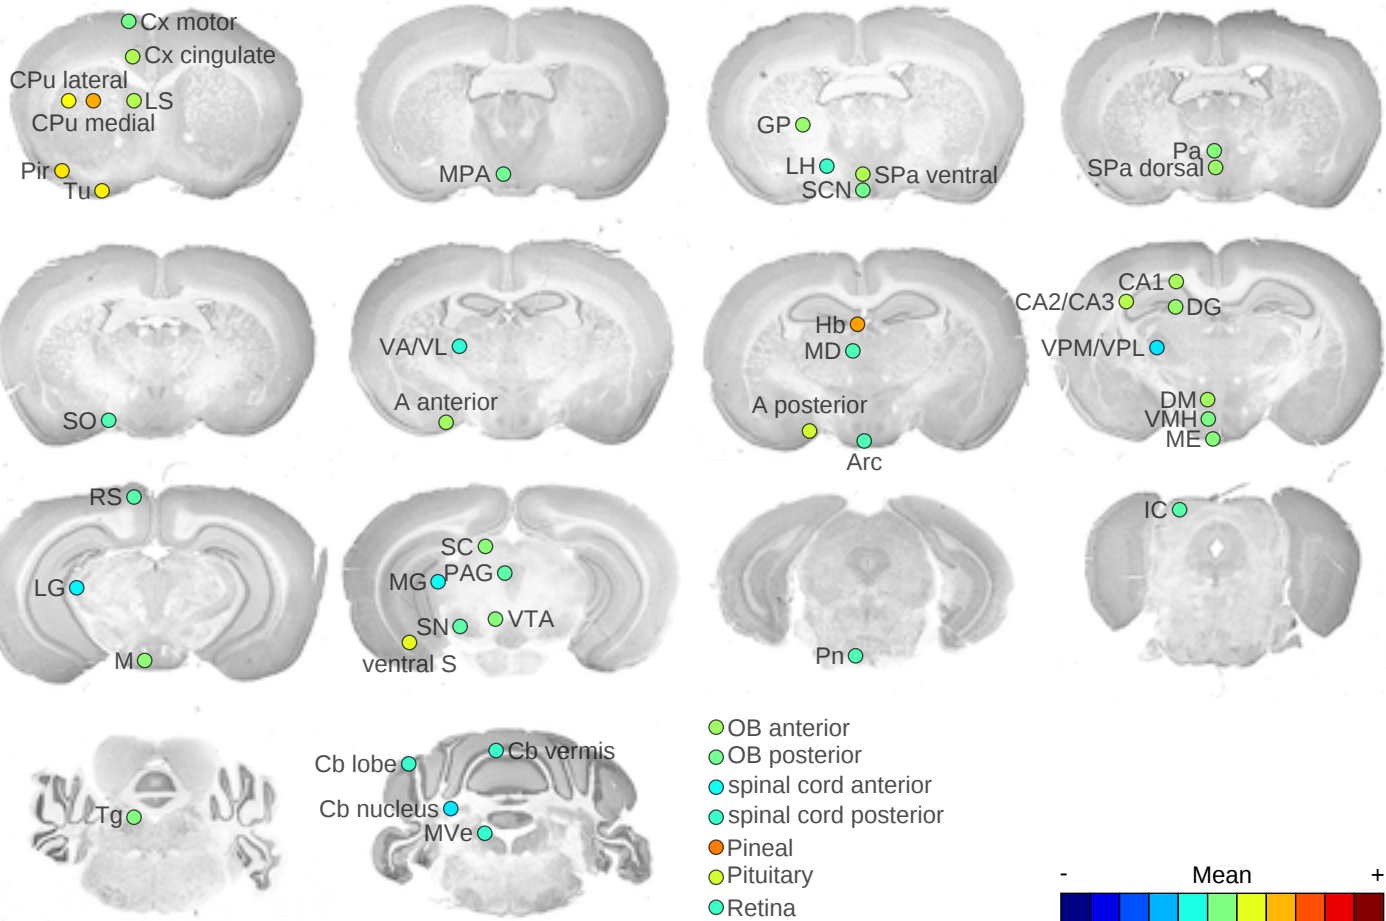 Cx motor
Cx cingulate
CPu lateral
LS
CPu medial
Pir
Tu
MPA
GP
LH
SPa ventral
SCN
Pa
SPa dorsal
SO
VA/VL
A anterior
Hb
MD
A posterior
Arc
CA1
CA2/CA3
DG
VPM/VPL
DM
VMH
ME
RS
LG
M
SC
MG
PAG
SN
VTA
ventral S
Pn
IC
Tg
Cb vermis
Cb lobe
Cb nucleus
MVe
OB anterior
OB posterior
spinal cord anterior
spinal cord posterior
Pineal
Pituitary
Retina
- Mean +